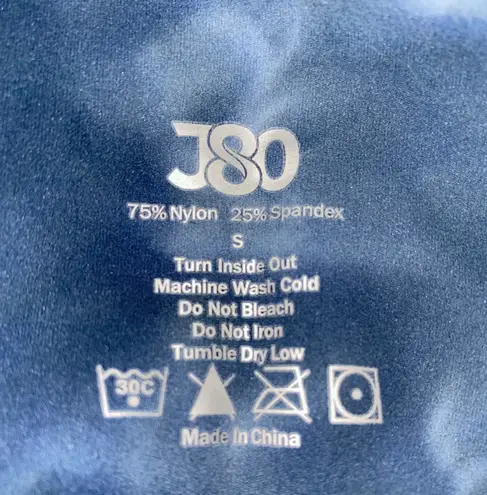 J80
75% Nylon 25% Spandex
S
Turn Inside Out
Machine Wash Cold
Do Not Bleach
Do Not Iron
Tumble Dry Low
30C
Made In China